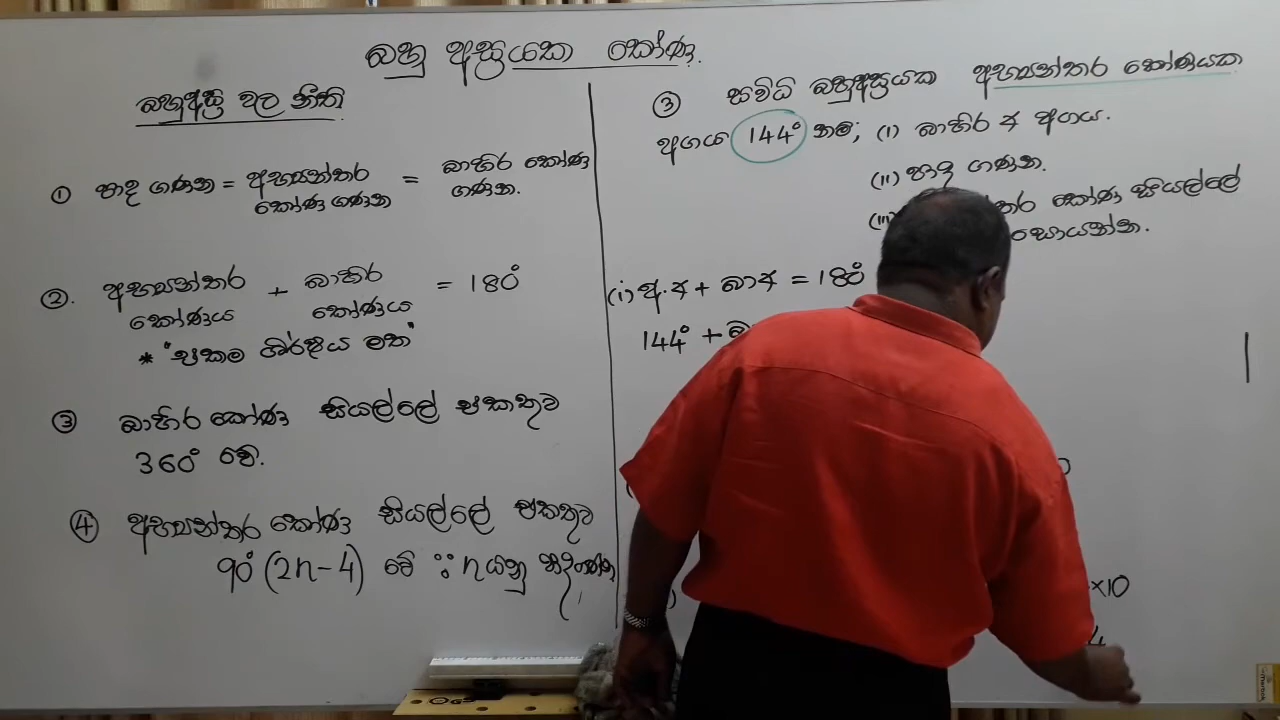 බහු අස්‍රයක කෝණ.
බහුඅස්‍ර වල නීති
① පාද ගණන = අභ්‍යන්තර කෝණ ගණන = බාහිර කෝණ ගණන.
②. අභ්‍යන්තර කෝණය + බාහිර කෝණය = 180°
* "එකම ශීර්ෂය මත"
③ බාහිර කෝණ සියල්ලේ එකතුව
360° වේ.
④ අභ්‍යන්තර කෝණ සියල්ලේ එකතුව
90° (2n-4) වේ ∵ n යනු
③ සවිධි බහුඅස්‍රයක අභ්‍යන්තර කෝණයක
අගය 144° නම්; (I) බාහිර ∢ අගය.
(II) පාද ගණන.
(III) කෝණ සියල්ලේ
සොයන්න.
(i) අ.∢ + බා∢ = 180°
144° +
×10